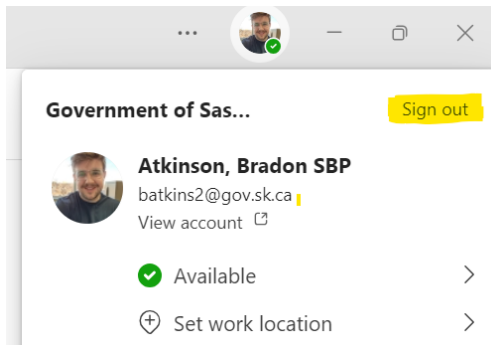 Government of Sas... Sign out
Atkinson, Bradon SBP
batkins2@gov.sk.ca
View account
Available
Set work location